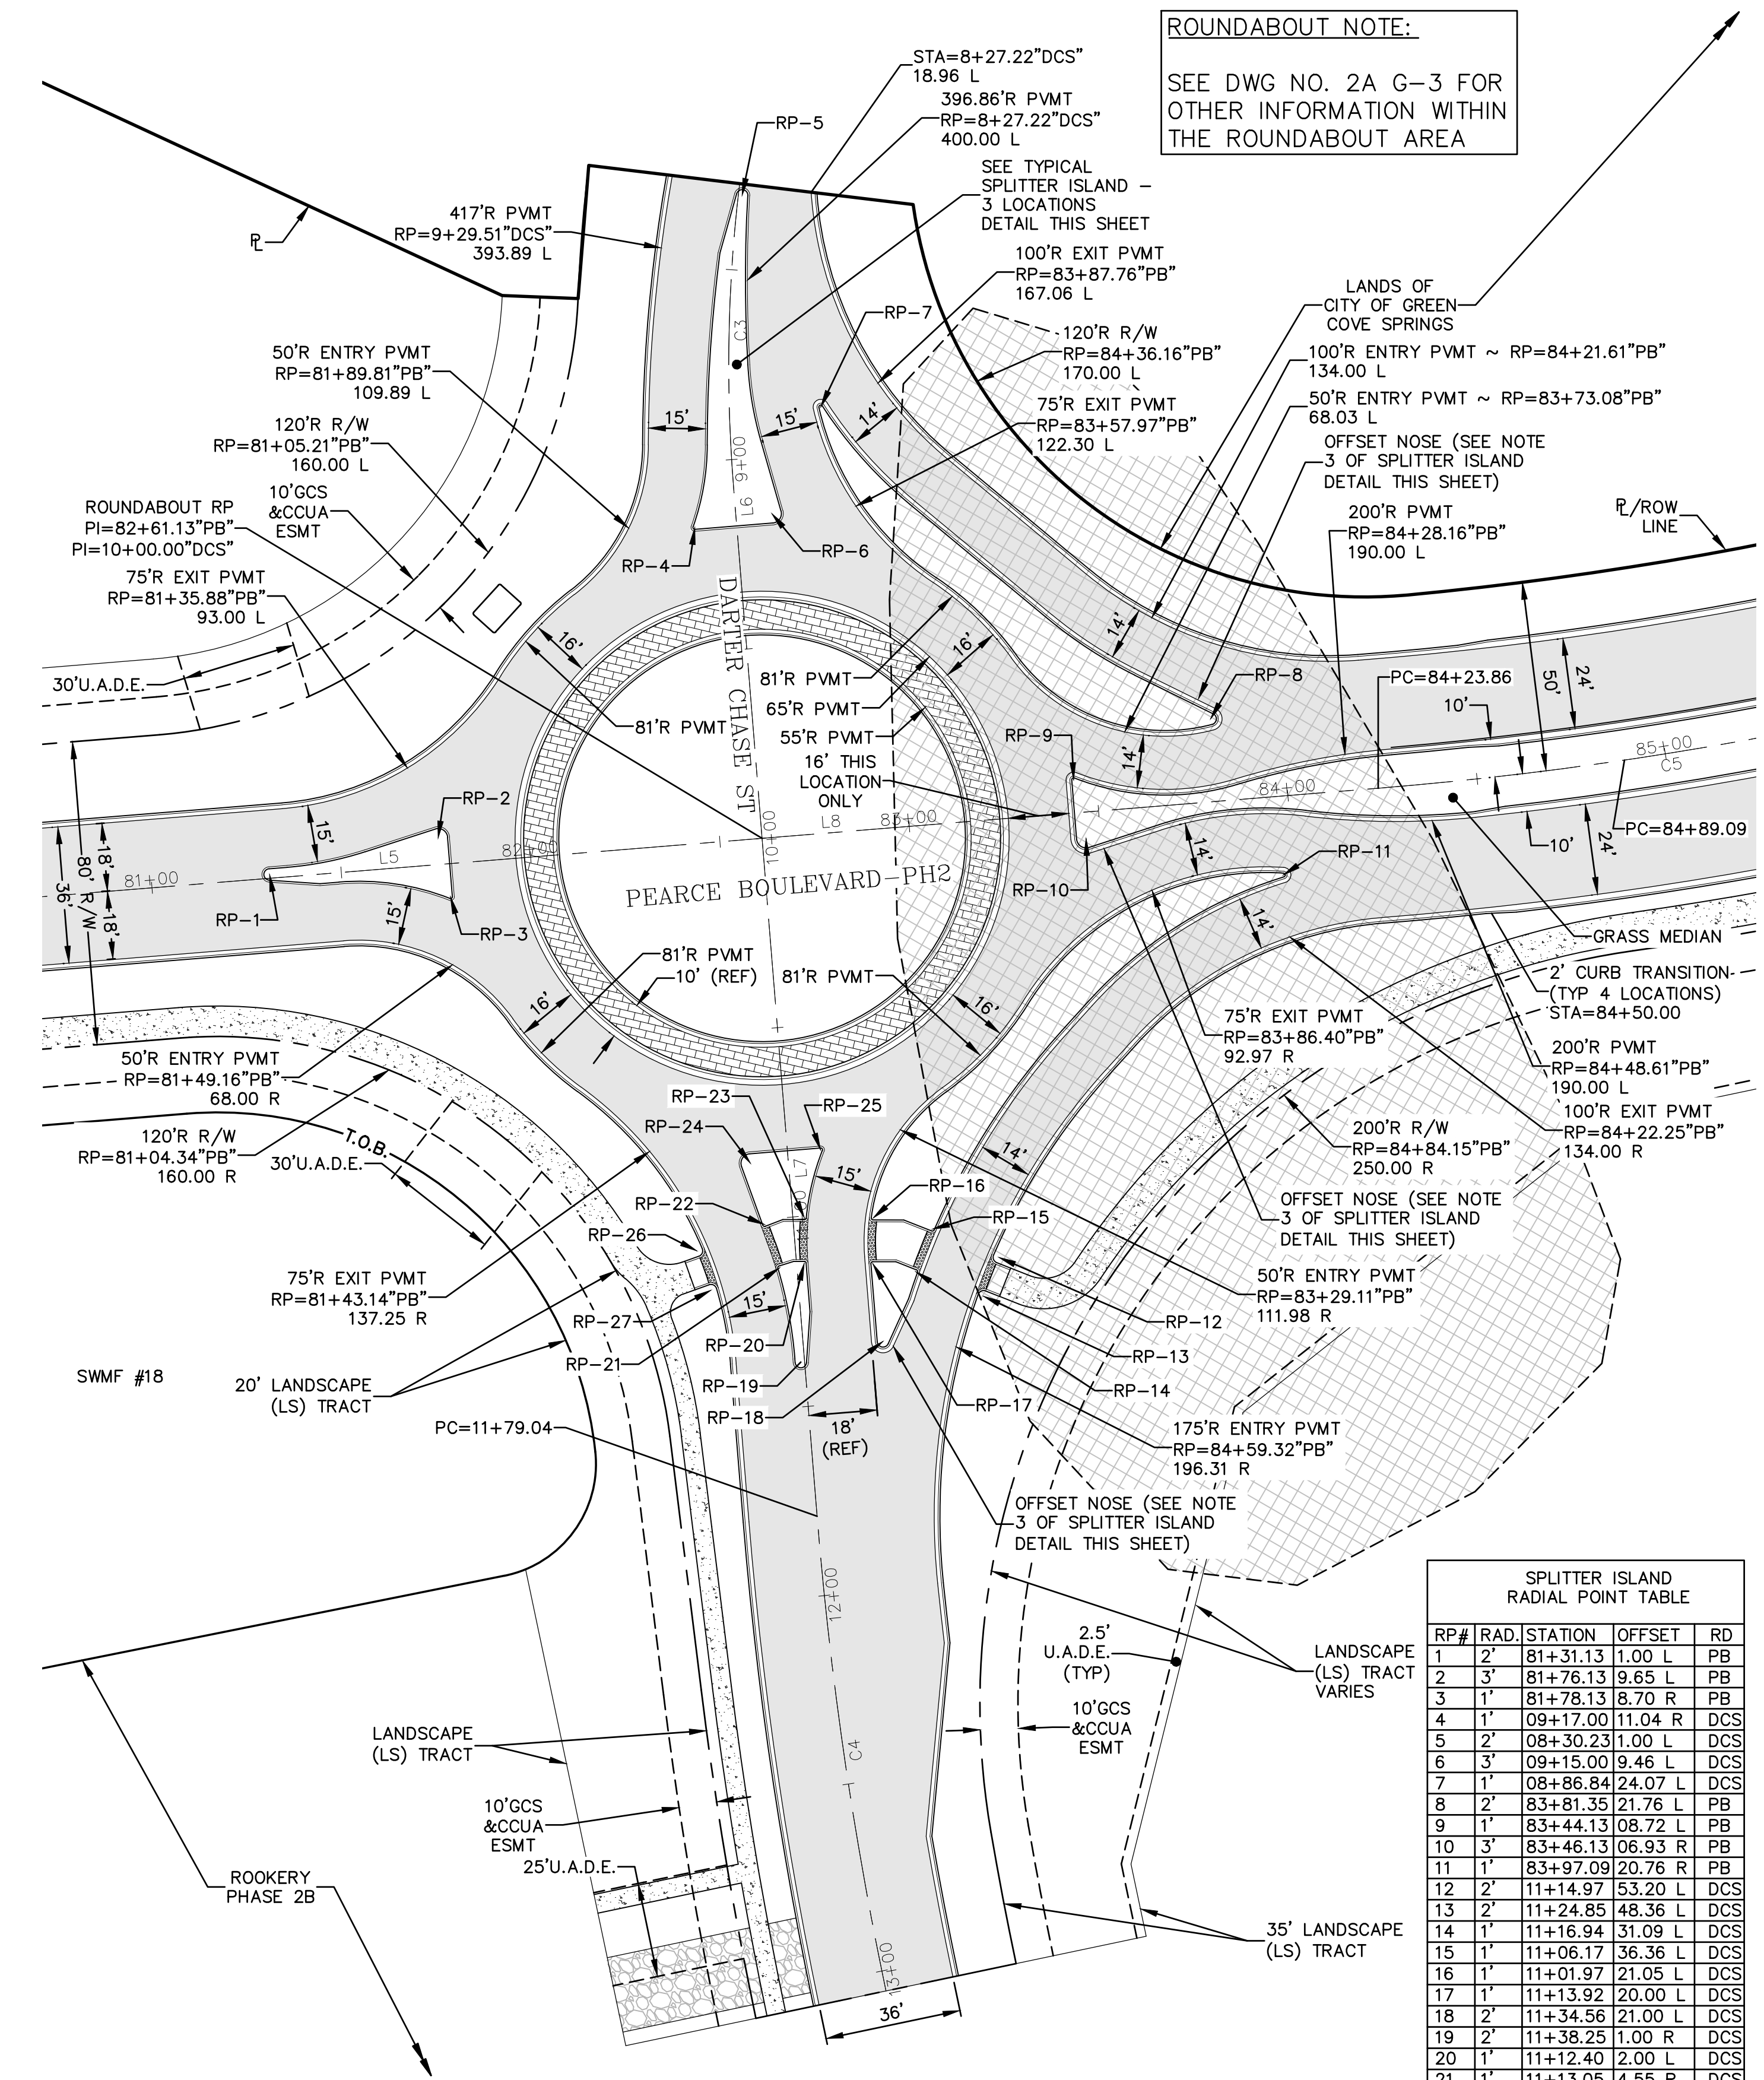 ROUNDABOUT NOTE:
SEE DWG NO. 2A G-3 FOR
OTHER INFORMATION WITHIN
THE ROUNDABOUT AREA
STA=8+27.22"DCS"
18.96 L
396.86'R PVMT
RP=8+27.22"DCS"
400.00 L
RP-5
SEE TYPICAL
SPLITTER ISLAND -
3 LOCATIONS
DETAIL THIS SHEET
417'R PVMT
RP=9+29.51"DCS"
393.89 L
PL
100'R EXIT PVMT
RP=83+87.76"PB"
167.06 L
LANDS OF
CITY OF GREEN
COVE SPRINGS
RP-7
120'R R/W
RP=84+36.16"PB"
170.00 L
50'R ENTRY PVMT
RP=81+89.81"PB"
109.89 L
100'R ENTRY PVMT ~ RP=84+21.61"PB"
134.00 L
75'R EXIT PVMT
RP=83+57.97"PB"
122.30 L
50'R ENTRY PVMT ~ RP=83+73.08"PB"
68.03 L
C3
15'
15'
14'
120'R R/W
RP=81+05.21"PB"
160.00 L
OFFSET NOSE (SEE NOTE
3 OF SPLITTER ISLAND
DETAIL THIS SHEET)
9+00
L6
10'GCS
&CCUA
ESMT
ROUNDABOUT RP
PI=82+61.13"PB"
PI=10+00.00"DCS"
200'R PVMT
RP=84+28.16"PB"
190.00 L
PL/ROW
LINE
RP-6
RP-4
75'R EXIT PVMT
RP=81+35.88"PB"
93.00 L
DARTER CHASE ST
16'
14'
16'
30'U.A.D.E.
81'R PVMT
RP-8
PC=84+23.86
50'
24'
65'R PVMT
81'R PVMT
10'
55'R PVMT
RP-9
16' THIS
LOCATION
ONLY
14'
85+00
C5
84+00
RP-2
15'
L8
83+00
10+00
PC=84+89.09
L5
82+00
10'
24'
18'
80' R/W
36'
81+00
14'
RP-11
PEARCE BOULEVARD-PH2
RP-10
RP-1
18'
15'
RP-3
14'
GRASS MEDIAN
81'R PVMT
10' (REF)
81'R PVMT
2' CURB TRANSITION
(TYP 4 LOCATIONS)
STA=84+50.00
16'
16'
75'R EXIT PVMT
RP=83+86.40"PB"
92.97 R
50'R ENTRY PVMT
RP=81+49.16"PB"
68.00 R
200'R PVMT
RP=84+48.61"PB"
190.00 L
RP-23
RP-25
RP-24
100'R EXIT PVMT
RP=84+22.25"PB"
134.00 R
200'R R/W
RP=84+84.15"PB"
250.00 R
120'R R/W
RP=81+04.34"PB"
160.00 R
T.O.B.
30'U.A.D.E.
L7
14'
15'
RP-16
RP-22
OFFSET NOSE (SEE NOTE
3 OF SPLITTER ISLAND
DETAIL THIS SHEET)
RP-15
RP-26
75'R EXIT PVMT
RP=81+43.14"PB"
137.25 R
50'R ENTRY PVMT
RP=83+29.11"PB"
111.98 R
15'
RP-27
RP-12
RP-20
RP-21
RP-13
SWMF #18
20' LANDSCAPE
(LS) TRACT
RP-19
RP-14
RP-17
RP-18
18'
(REF)
PC=11+79.04
175'R ENTRY PVMT
RP=84+59.32"PB"
196.31 R
OFFSET NOSE (SEE NOTE
3 OF SPLITTER ISLAND
DETAIL THIS SHEET)
12+00
2.5'
U.A.D.E.
(TYP)
LANDSCAPE
(LS) TRACT
VARIES
10'GCS
&CCUA
ESMT
LANDSCAPE
(LS) TRACT
C4
10'GCS
&CCUA
ESMT
25'U.A.D.E.
ROOKERY
PHASE 2B
35' LANDSCAPE
(LS) TRACT
13+00
36'
SPLITTER ISLAND
RADIAL POINT TABLE
RP# RAD. STATION OFFSET RD
1 2' 81+31.13 1.00 L PB
2 3' 81+76.13 9.65 L PB
3 1' 81+78.13 8.70 R PB
4 1' 09+17.00 11.04 R DCS
5 2' 08+30.23 1.00 L DCS
6 3' 09+15.00 9.46 L DCS
7 1' 08+86.84 24.07 L DCS
8 2' 83+81.35 21.76 L PB
9 1' 83+44.13 08.72 L PB
10 3' 83+46.13 06.93 R PB
11 1' 83+97.09 20.76 R PB
12 2' 11+14.97 53.20 L DCS
13 2' 11+24.85 48.36 L DCS
14 1' 11+16.94 31.09 L DCS
15 1' 11+06.17 36.36 L DCS
16 1' 11+01.97 21.05 L DCS
17 1' 11+13.92 20.00 L DCS
18 2' 11+34.56 21.00 L DCS
19 2' 11+38.25 1.00 R DCS
20 1' 11+12.40 2.00 L DCS
21 1' 11+13.05 4.55 R DCS